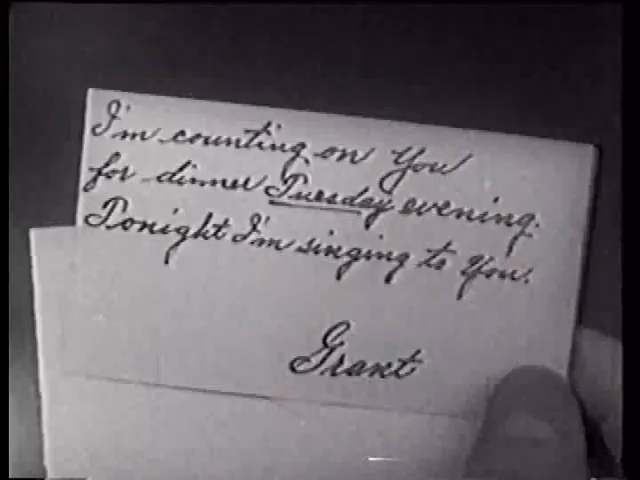 I'm counting on You
for dinner Tuesday evening.
Tonight I'm singing to You.
Grant